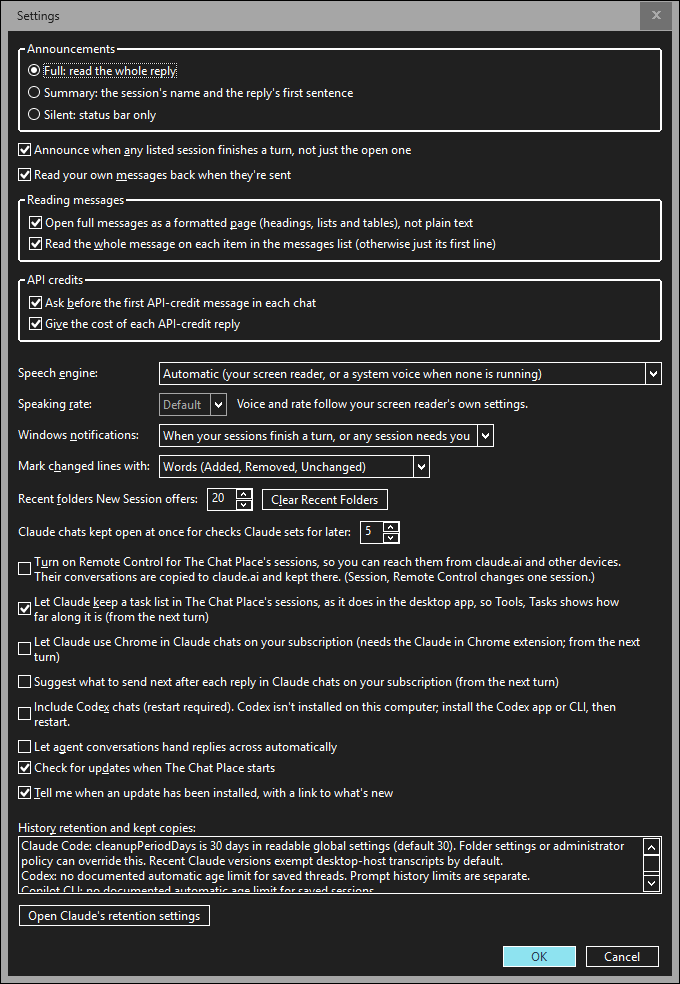 Settings
Announcements
Full: read the whole reply
Summary: the session's name and the reply's first sentence
Silent: status bar only
Announce when any listed session finishes a turn, not just the open one
Read your own messages back when they're sent
Reading messages
Open full messages as a formatted page (headings, lists and tables), not plain text
Read the whole message on each item in the messages list (otherwise just its first line)
API credits
Ask before the first API-credit message in each chat
Give the cost of each API-credit reply
Speech engine: Automatic (your screen reader, or a system voice when none is running)
Speaking rate: Default Voice and rate follow your screen reader's own settings.
Windows notifications: When your sessions finish a turn, or any session needs you
Mark changed lines with: Words (Added, Removed, Unchanged)
Recent folders New Session offers: 20 Clear Recent Folders
Claude chats kept open at once for checks Claude sets for later: 5
Turn on Remote Control for The Chat Place's sessions, so you can reach them from claude.ai and other devices.
Their conversations are copied to claude.ai and kept there. (Session, Remote Control changes one session.)
Let Claude keep a task list in The Chat Place's sessions, as it does in the desktop app, so Tools, Tasks shows how
far along it is (from the next turn)
Let Claude use Chrome in Claude chats on your subscription (needs the Claude in Chrome extension; from the next
turn)
Suggest what to send next after each reply in Claude chats on your subscription (from the next turn)
Include Codex chats (restart required). Codex isn't installed on this computer; install the Codex app or CLI, then
restart.
Let agent conversations hand replies across automatically
Check for updates when The Chat Place starts
Tell me when an update has been installed, with a link to what's new
History retention and kept copies:
Claude Code: cleanupPeriodDays is 30 days in readable global settings (default 30). Folder settings or administrator
policy can override this. Recent Claude versions exempt desktop-host transcripts by default.
Codex: no documented automatic age limit for saved threads. Prompt history limits are separate.
Copilot CLI: no documented automatic age limit for saved sessions.
Open Claude's retention settings
OK Cancel